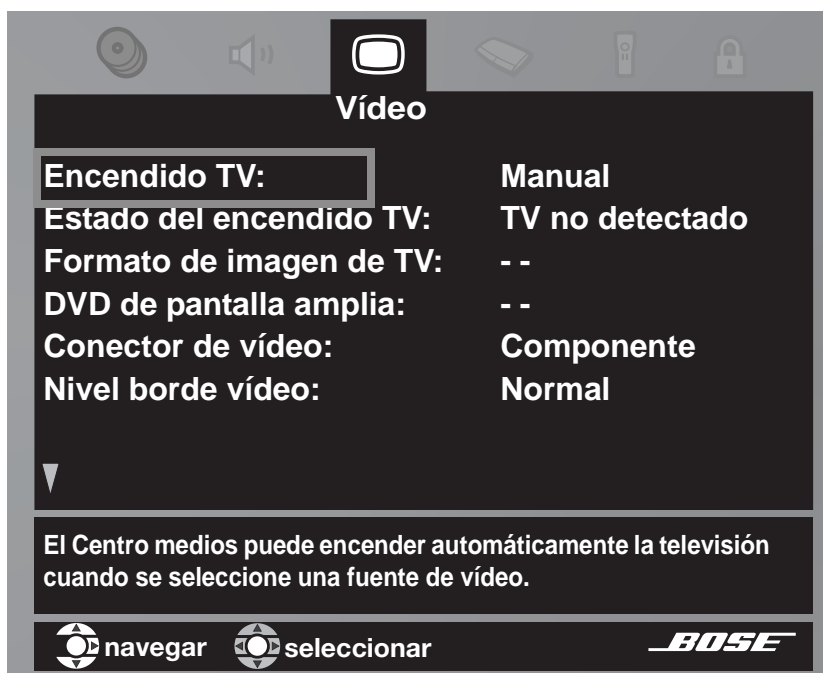 Vídeo
Encendido TV: Manual
Estado del encendido TV: TV no detectado
Formato de imagen de TV: - -
DVD de pantalla amplia: - -
Conector de vídeo: Componente
Nivel borde vídeo: Normal
El Centro medios puede encender automáticamente la televisión
cuando se seleccione una fuente de vídeo.
navegar seleccionar BOSE